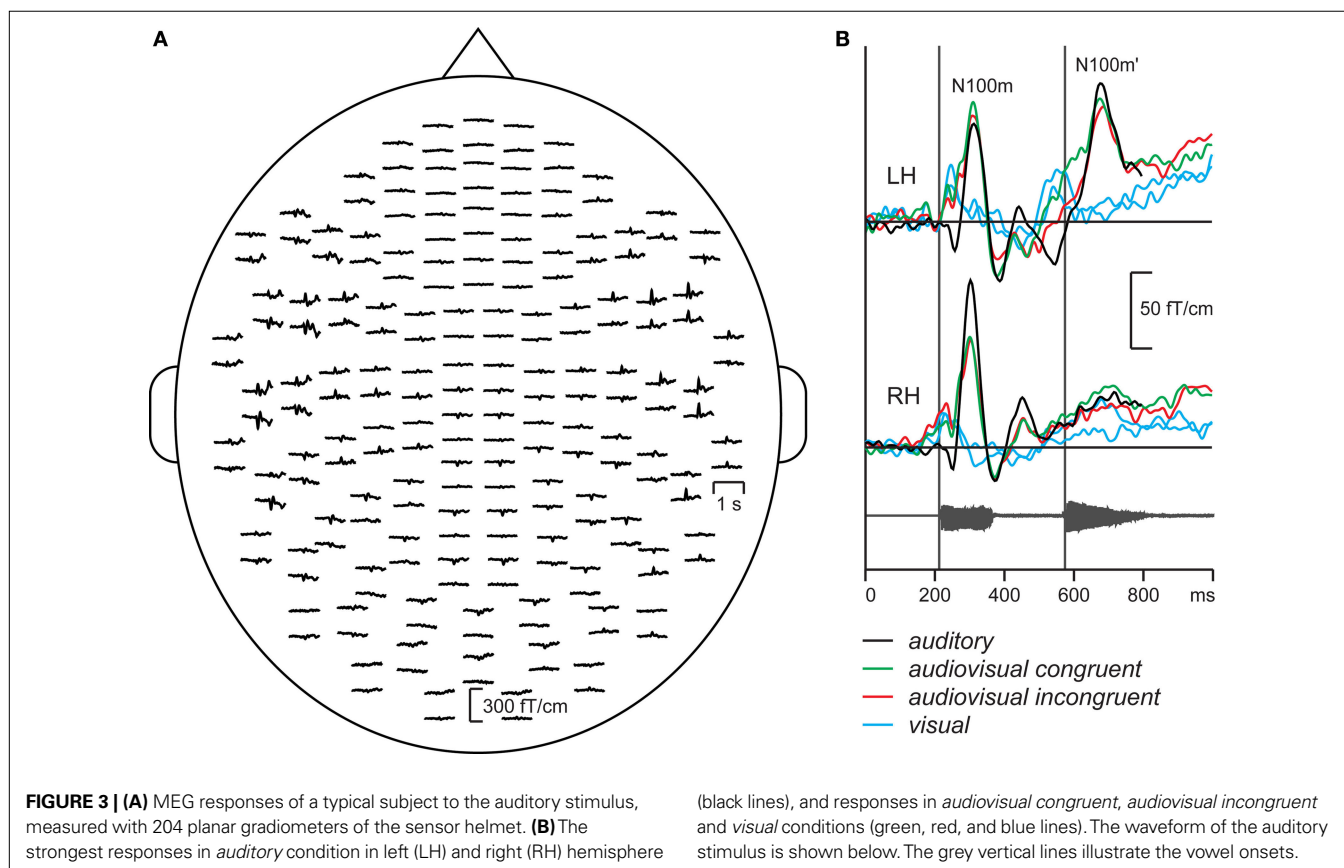 A
1 s
300 fT/cm
B
N100m
N100m'
LH
50 fT/cm
RH
0 200 400 600 800 ms
auditory
audiovisual congruent
audiovisual incongruent
visual
FIGURE 3 | (A) MEG responses of a typical subject to the auditory stimulus,
measured with 204 planar gradiometers of the sensor helmet. (B) The
strongest responses in auditory condition in left (LH) and right (RH) hemisphere
(black lines), and responses in audiovisual congruent, audiovisual incongruent
and visual conditions (green, red, and blue lines). The waveform of the auditory
stimulus is shown below. The grey vertical lines illustrate the vowel onsets.